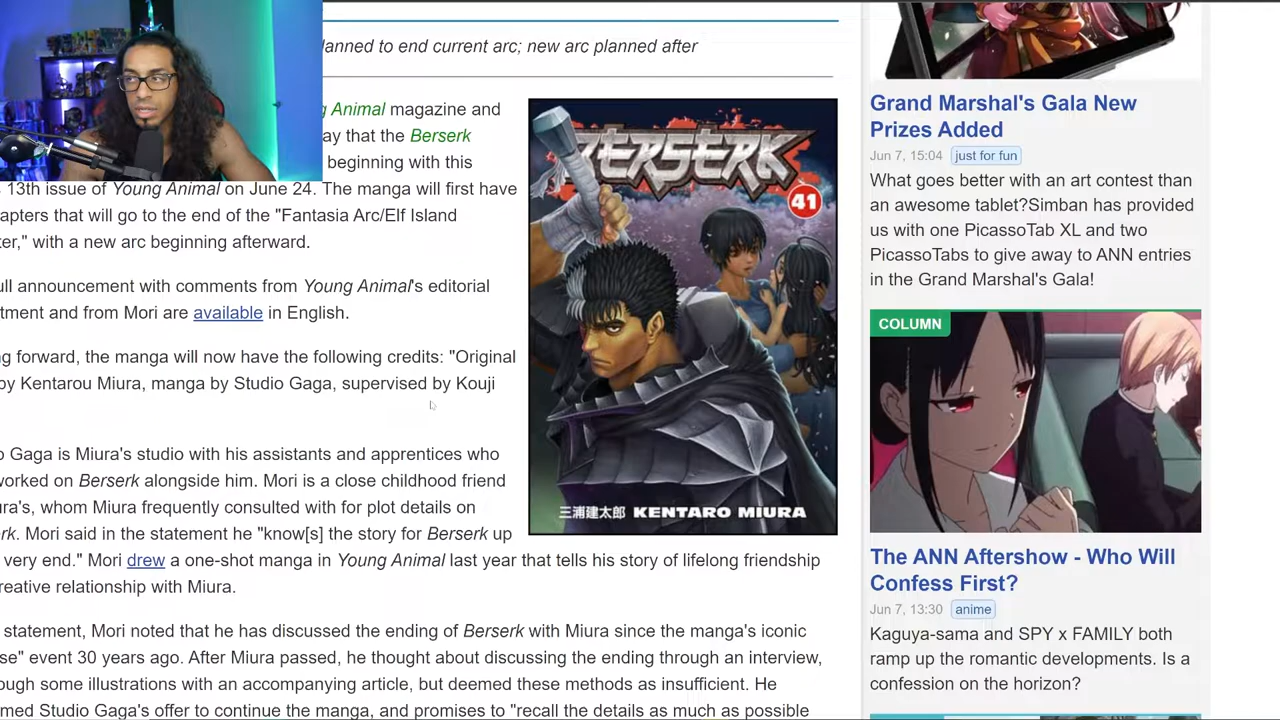 lanned to end current arc; new arc planned after
g Animal magazine and
ay that the Berserk
beginning with this
13th issue of Young Animal on June 24. The manga will first have
apters that will go to the end of the "Fantasia Arc/Elf Island
ter," with a new arc beginning afterward.
ull announcement with comments from Young Animal's editorial
tment and from Mori are available in English.
ng forward, the manga will now have the following credits: "Original
by Kentarou Miura, manga by Studio Gaga, supervised by Kouji
o Gaga is Miura's studio with his assistants and apprentices who
worked on Berserk alongside him. Mori is a close childhood friend
ura's, whom Miura frequently consulted with for plot details on
rk. Mori said in the statement he "know[s] the story for Berserk up
very end." Mori drew a one-shot manga in Young Animal last year that tells his story of lifelong friendship
reative relationship with Miura.
statement, Mori noted that he has discussed the ending of Berserk with Miura since the manga's iconic
se" event 30 years ago. After Miura passed, he thought about discussing the ending through an interview,
ough some illustrations with an accompanying article, but deemed these methods as insufficient. He
med Studio Gaga's offer to continue the manga, and promises to "recall the details as much as possible
BERSERK
41
三浦建太郎 KENTARO MIURA
Grand Marshal's Gala New
Prizes Added
Jun 7, 15:04 just for fun
What goes better with an art contest than
an awesome tablet?Simban has provided
us with one PicassoTab XL and two
PicassoTabs to give away to ANN entries
in the Grand Marshal's Gala!
COLUMN
The ANN Aftershow - Who Will
Confess First?
Jun 7, 13:30 anime
Kaguya-sama and SPY x FAMILY both
ramp up the romantic developments. Is a
confession on the horizon?